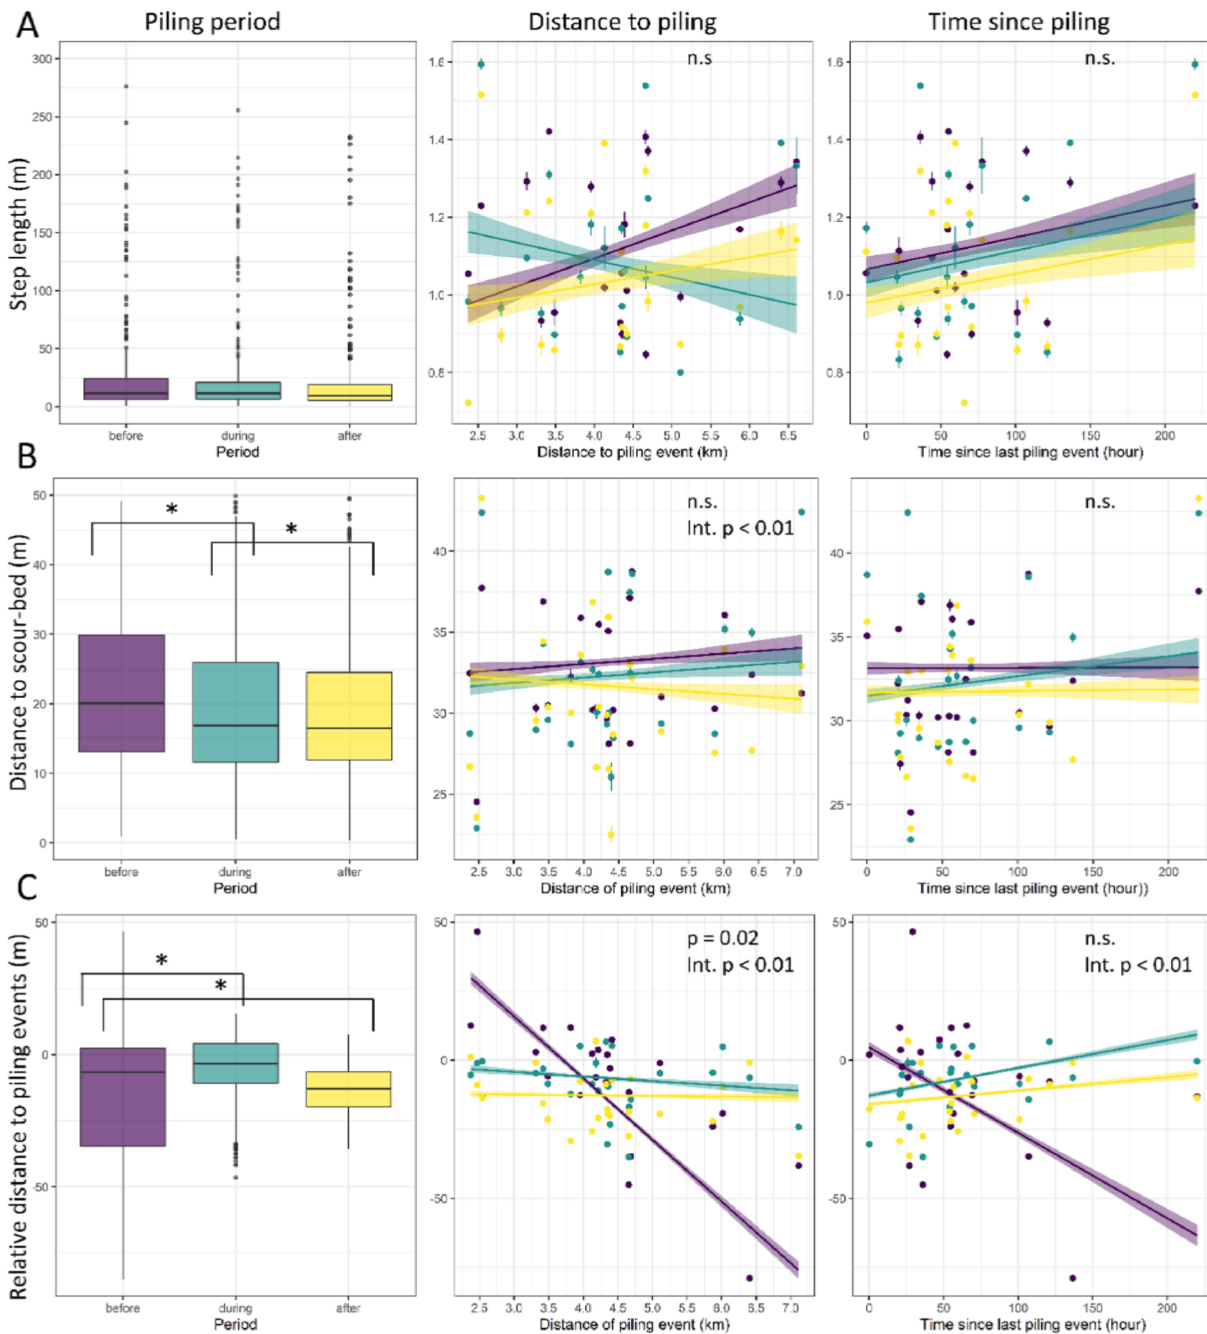 A
Piling period
Distance to piling
Time since piling
Step length (m)
300
250
200
150
100
50
0
before
during
after
Period
n.s
1.6
1.4
1.2
1.0
0.8
2.5
3.0
3.5
4.0
4.5
5.0
5.5
6.0
6.5
Distance to piling event (km)
n.s.
1.6
1.4
1.2
1.0
0.8
0
50
100
150
200
Time since last piling event (hour)
B
Distance to scour-bed (m)
50
40
30
20
10
0
*
*
before
during
after
Period
n.s.
Int. p < 0.01
40
35
30
25
2.5
3.0
3.5
4.0
4.5
5.0
5.5
6.0
6.5
7.0
Distance of piling event (km)
n.s.
40
35
30
25
0
50
100
150
200
Time since last piling event (hour))
C
Relative distance to piling events (m)
50
0
-50
*
*
before
during
after
Period
p = 0.02
Int. p < 0.01
50
0
-50
2.5
3.0
3.5
4.0
4.5
5.0
5.5
6.0
6.5
7.0
Distance of piling event (km)
n.s.
Int. p < 0.01
50
0
-50
0
50
100
150
200
Time since last piling event (hour)